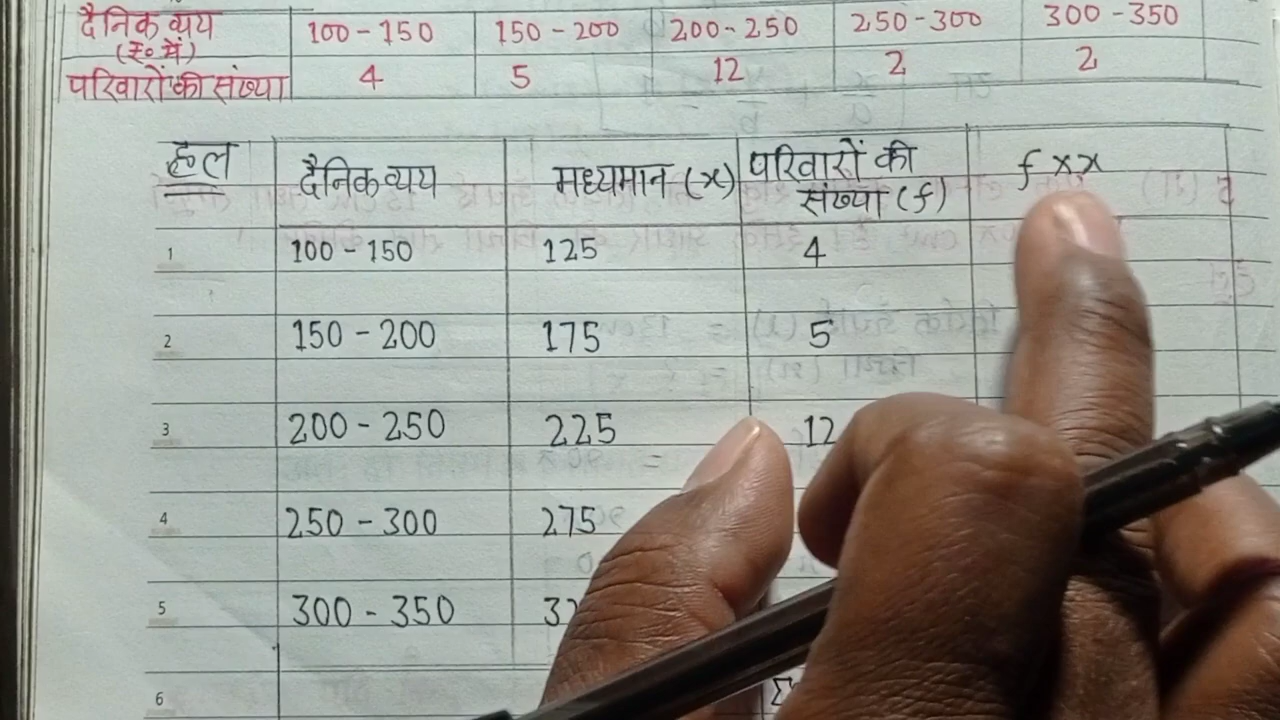 दैनिक व्यय (रु० में) 100-150 150-200 200-250 250-300 300-350
परिवारों की संख्या 4 5 12 2 2
हल दैनिक व्यय मध्यमान (x) परिवारों की संख्या (f) f×x
1 100-150 125 4
2 150-200 175 5
3 200-250 225 12
4 250-300 275
5 300-350
6